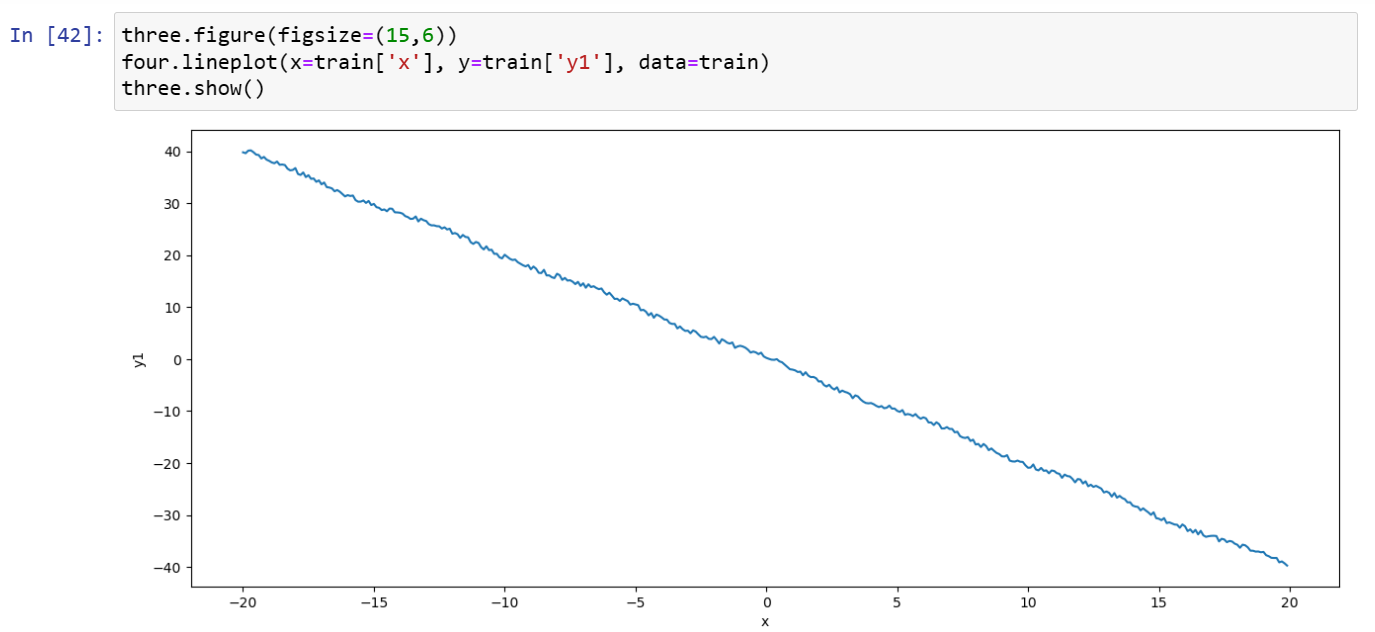 In [42]: three.figure(figsize=(15,6))
four.lineplot(x=train['x'], y=train['y1'], data=train)
three.show()
40
30
20
10
0
−10
−20
−30
−40
y1
−20 −15 −10 −5 0 5 10 15 20
x